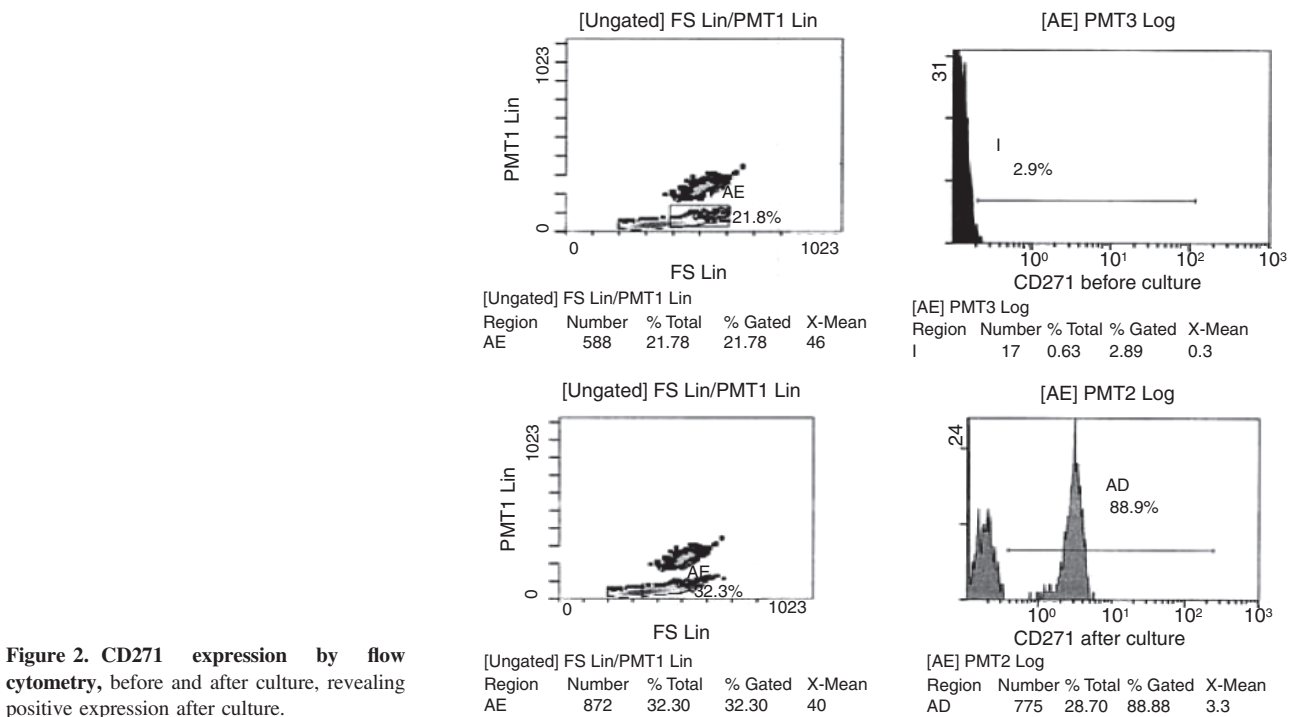 [Ungated] FS Lin/PMT1 Lin
1023
PMT1 Lin
AE
21.8%
0
0 1023
FS Lin
[Ungated] FS Lin/PMT1 Lin
Region Number % Total % Gated X-Mean
AE 588 21.78 21.78 46
[AE] PMT3 Log
31
I
2.9%
10⁰ 10¹ 10² 10³
CD271 before culture
[AE] PMT3 Log
Region Number % Total % Gated X-Mean
I 17 0.63 2.89 0.3
[Ungated] FS Lin/PMT1 Lin
1023
PMT1 Lin
AE
32.3%
0
0 1023
FS Lin
[Ungated] FS Lin/PMT1 Lin
Region Number % Total % Gated X-Mean
AE 872 32.30 32.30 40
[AE] PMT2 Log
24
AD
88.9%
10⁰ 10¹ 10² 10³
CD271 after culture
[AE] PMT2 Log
Region Number % Total % Gated X-Mean
AD 775 28.70 88.88 3.3
Figure 2. CD271 expression by flow
cytometry, before and after culture, revealing
positive expression after culture.